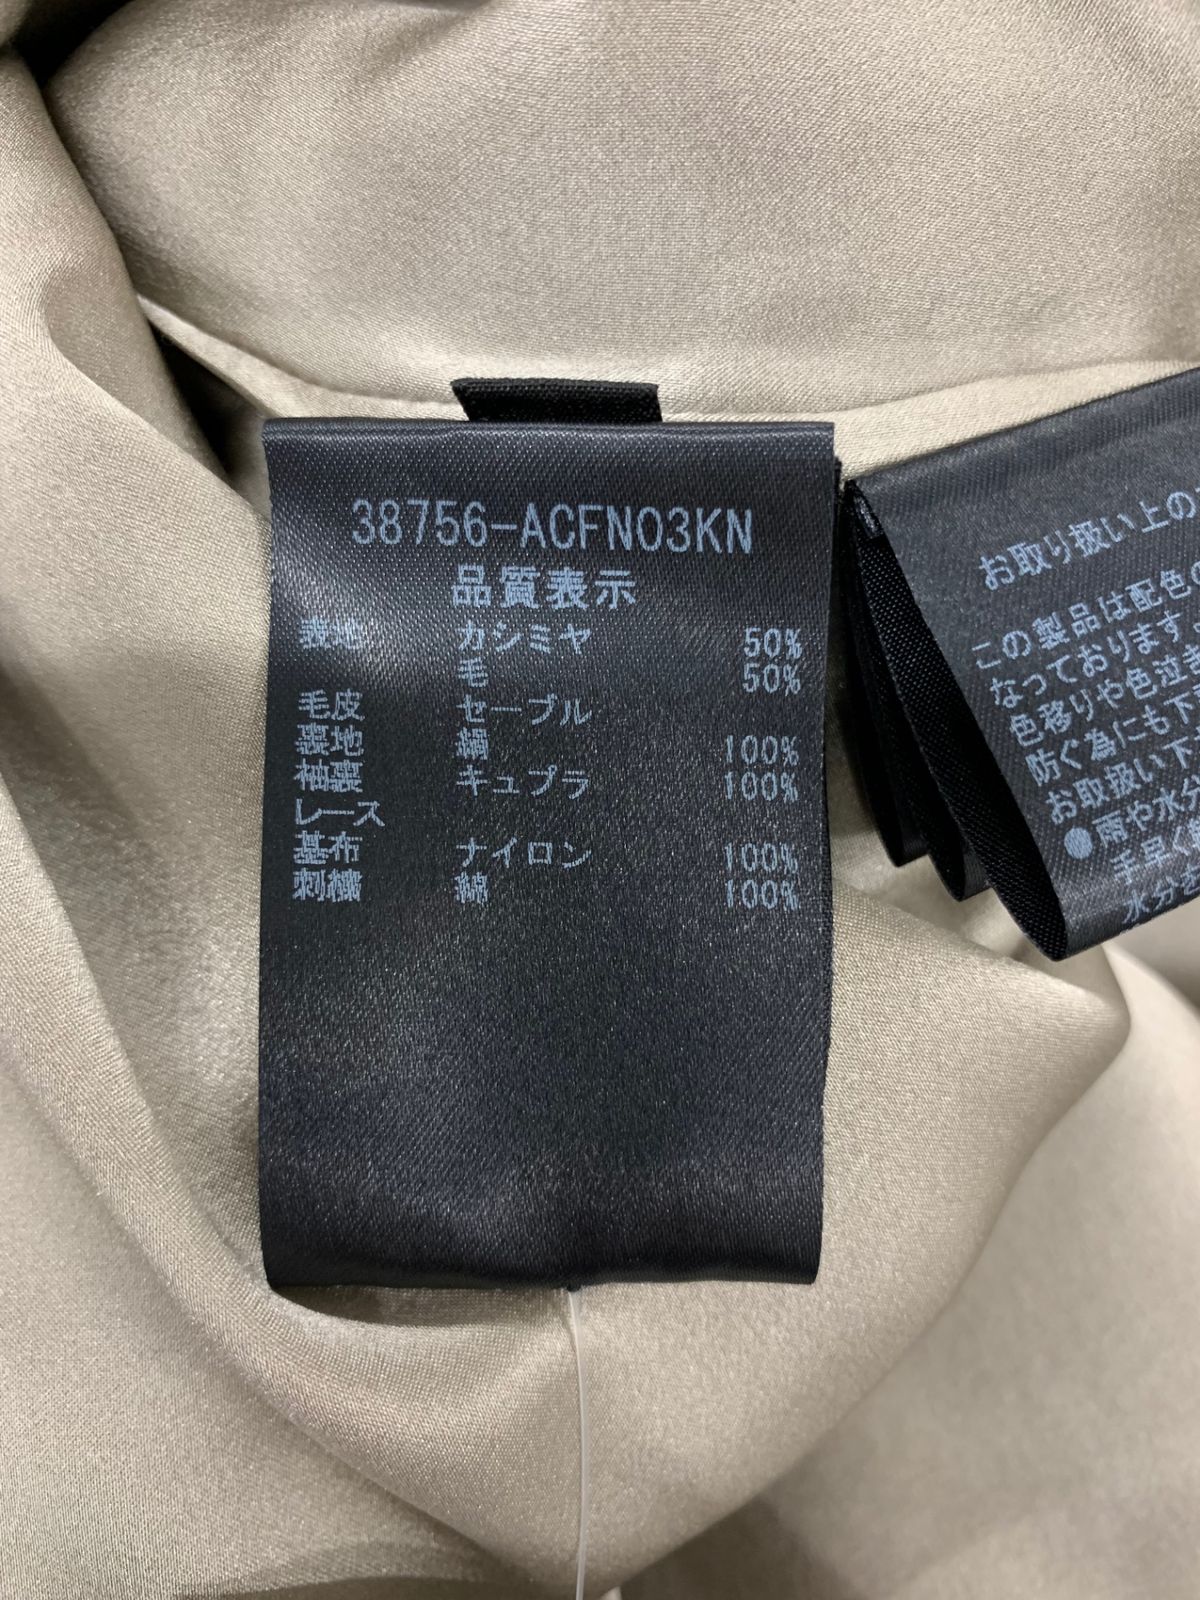 38756-ACFN03KN
品質表示
表地 カシミヤ 50%
毛 50%
毛皮 セーブル
裏地 絹 100%
袖裏 キュプラ 100%
レース
基布 ナイロン 100%
刺繍 綿 100%
お取り扱い上の
この製品は配色の
なっております
色移りや色泣き
防ぐ為にも下
お取扱い下
●雨や水分
手早く
水分を